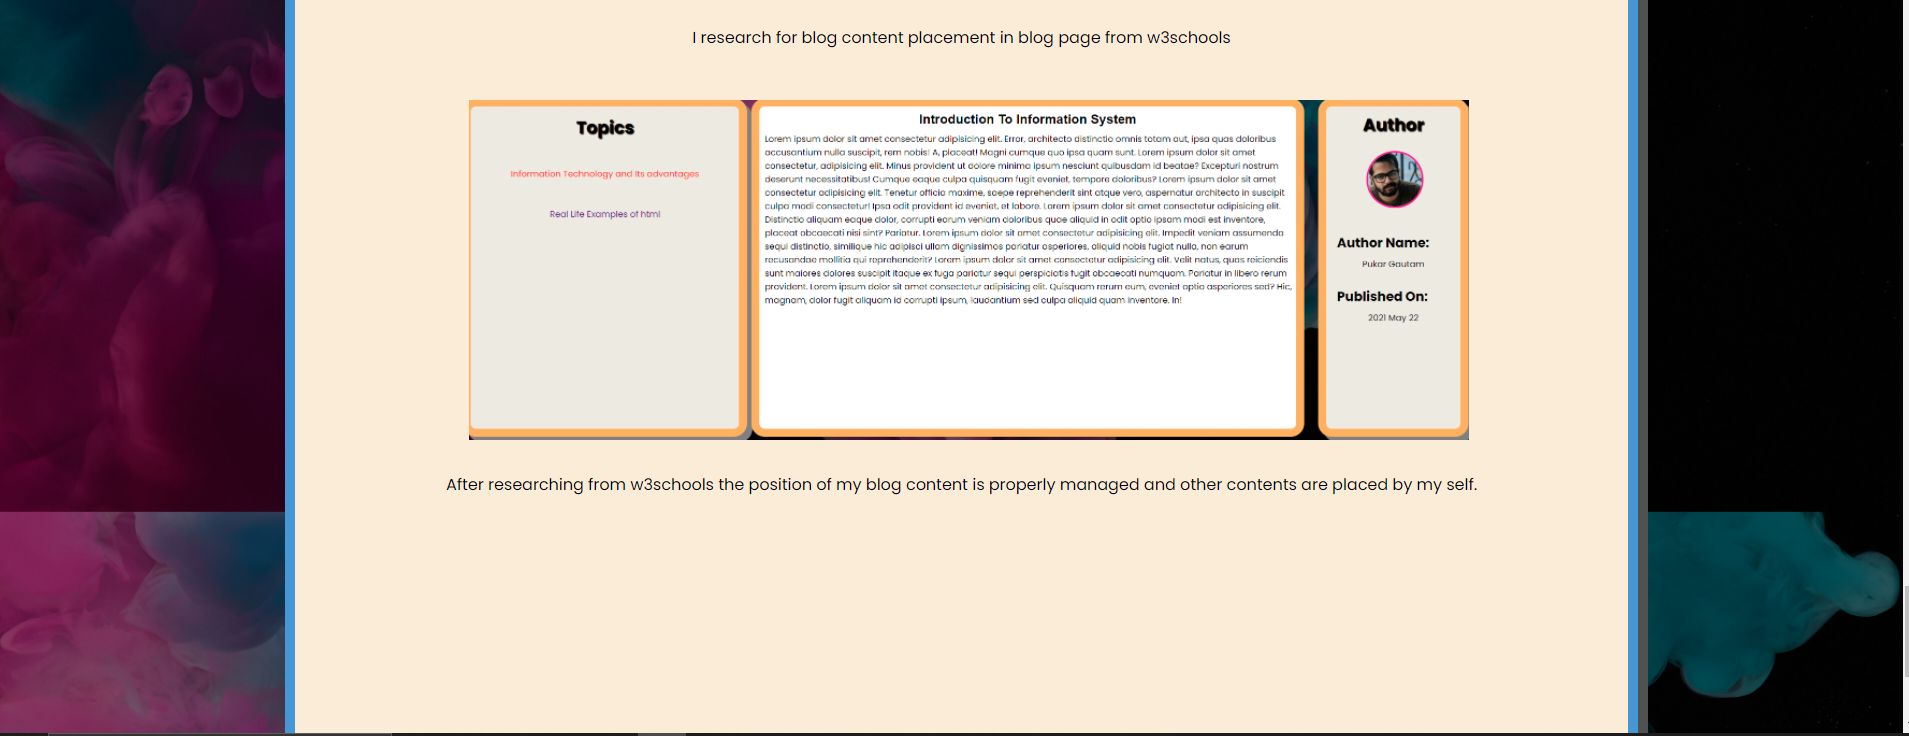 I research for blog content placement in blog page from w3schools
Topics
Information Technology and Its advantages
Real Life Examples of html
Introduction To Information System
Lorem ipsum dolor sit amet consectetur adipisicing elit. Error, architecto distinctio omnis totam aut, ipsa quas doloribus
accusantium nulla suscipit, rem nobis! A, placeat! Magni cumque quo ipsa quam sunt. Lorem ipsum dolor sit amet
consectetur, adipisicing elit. Minus provident ut dolore minima ipsum nesciunt quibusdam id beatae? Excepturi nostrum
deserunt necessitatibus! Cumque eaque culpa quisquam fugit eveniet, tempore doloribus? Lorem ipsum dolor sit amet
consectetur adipisicing elit. Tenetur officia maxime, saepe reprehenderit sint atque vero, aspernatur architecto in suscipit
culpa modi consectetur! Ipsa odit provident id eveniet, et labore. Lorem ipsum dolor sit amet consectetur adipisicing elit.
Distinctio aliquam eaque dolor, corrupti earum veniam doloribus quae aliquid in odit optio ipsam modi est inventore,
placeat obcaecati nisi sint? Pariatur. Lorem ipsum dolor sit amet consectetur adipisicing elit. Impedit veniam assumenda
sequi distinctio, similique hic adipisci ullam dignissimos pariatur asperiores, aliquid nobis fugiat nulla, non earum
recusandae mollitia qui reprehenderit? Lorem ipsum dolor sit amet consectetur adipisicing elit. Velit natus, quas reiciendis
sunt maiores dolores suscipit itaque ex fuga pariatur sequi perspiciatis fugit obcaecati numquam. Pariatur in libero rerum
provident. Lorem ipsum dolor sit amet consectetur adipisicing elit. Quisquam rerum eum, eveniet optio asperiores sed? Hic,
magnam, dolor fugit aliquam id corrupti ipsum, laudantium sed culpa aliquid quam inventore. In!
Author
Author Name:
Pukar Gautam
Published On:
2021 May 22
After researching from w3schools the position of my blog content is properly managed and other contents are placed by my self.